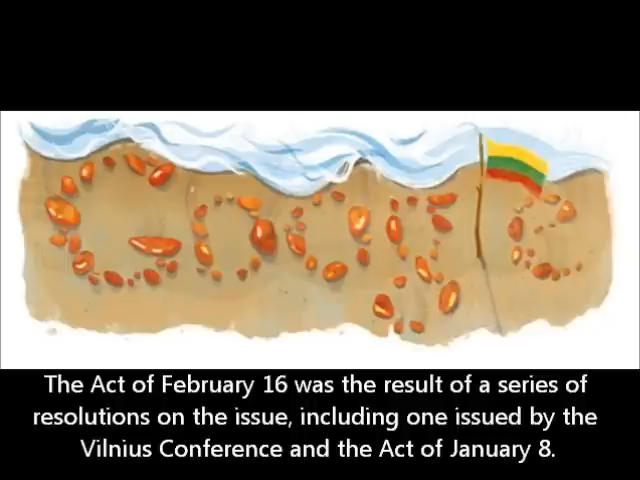 Google
The Act of February 16 was the result of a series of
resolutions on the issue, including one issued by the
Vilnius Conference and the Act of January 8.